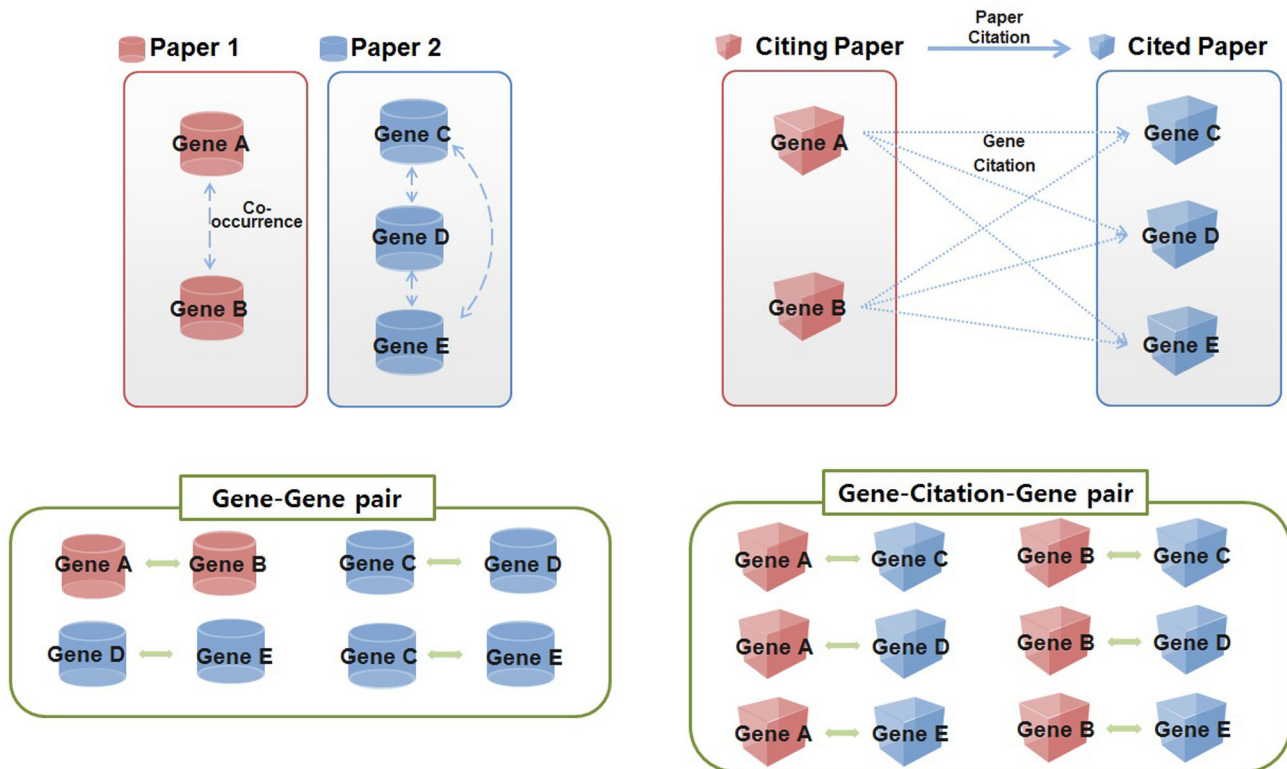 Paper 1
Paper 2
Gene A
Co-
occurrence
Gene B
Gene C
Gene D
Gene E
Paper
Citation
Citing Paper
Cited Paper
Gene A
Gene B
Gene
Citation
Gene C
Gene D
Gene E
Gene-Gene pair
Gene A
Gene B
Gene C
Gene D
Gene D
Gene E
Gene C
Gene E
Gene-Citation-Gene pair
Gene A
Gene C
Gene B
Gene C
Gene A
Gene D
Gene B
Gene D
Gene A
Gene E
Gene B
Gene E